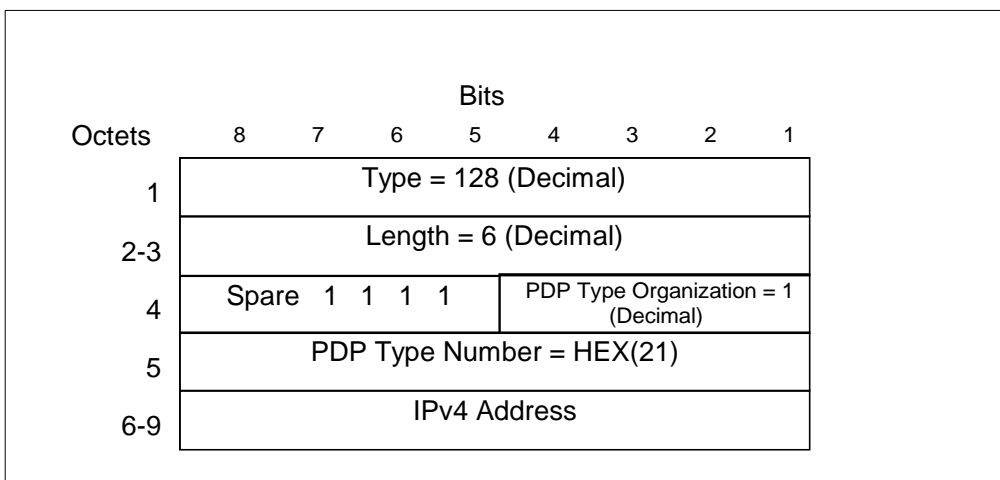 Bits
Octets 8 7 6 5 4 3 2 1
1 Type = 128 (Decimal)
2-3 Length = 6 (Decimal)
4 Spare 1 1 1 1 PDP Type Organization = 1
(Decimal)
5 PDP Type Number = HEX(21)
6-9 IPv4 Address